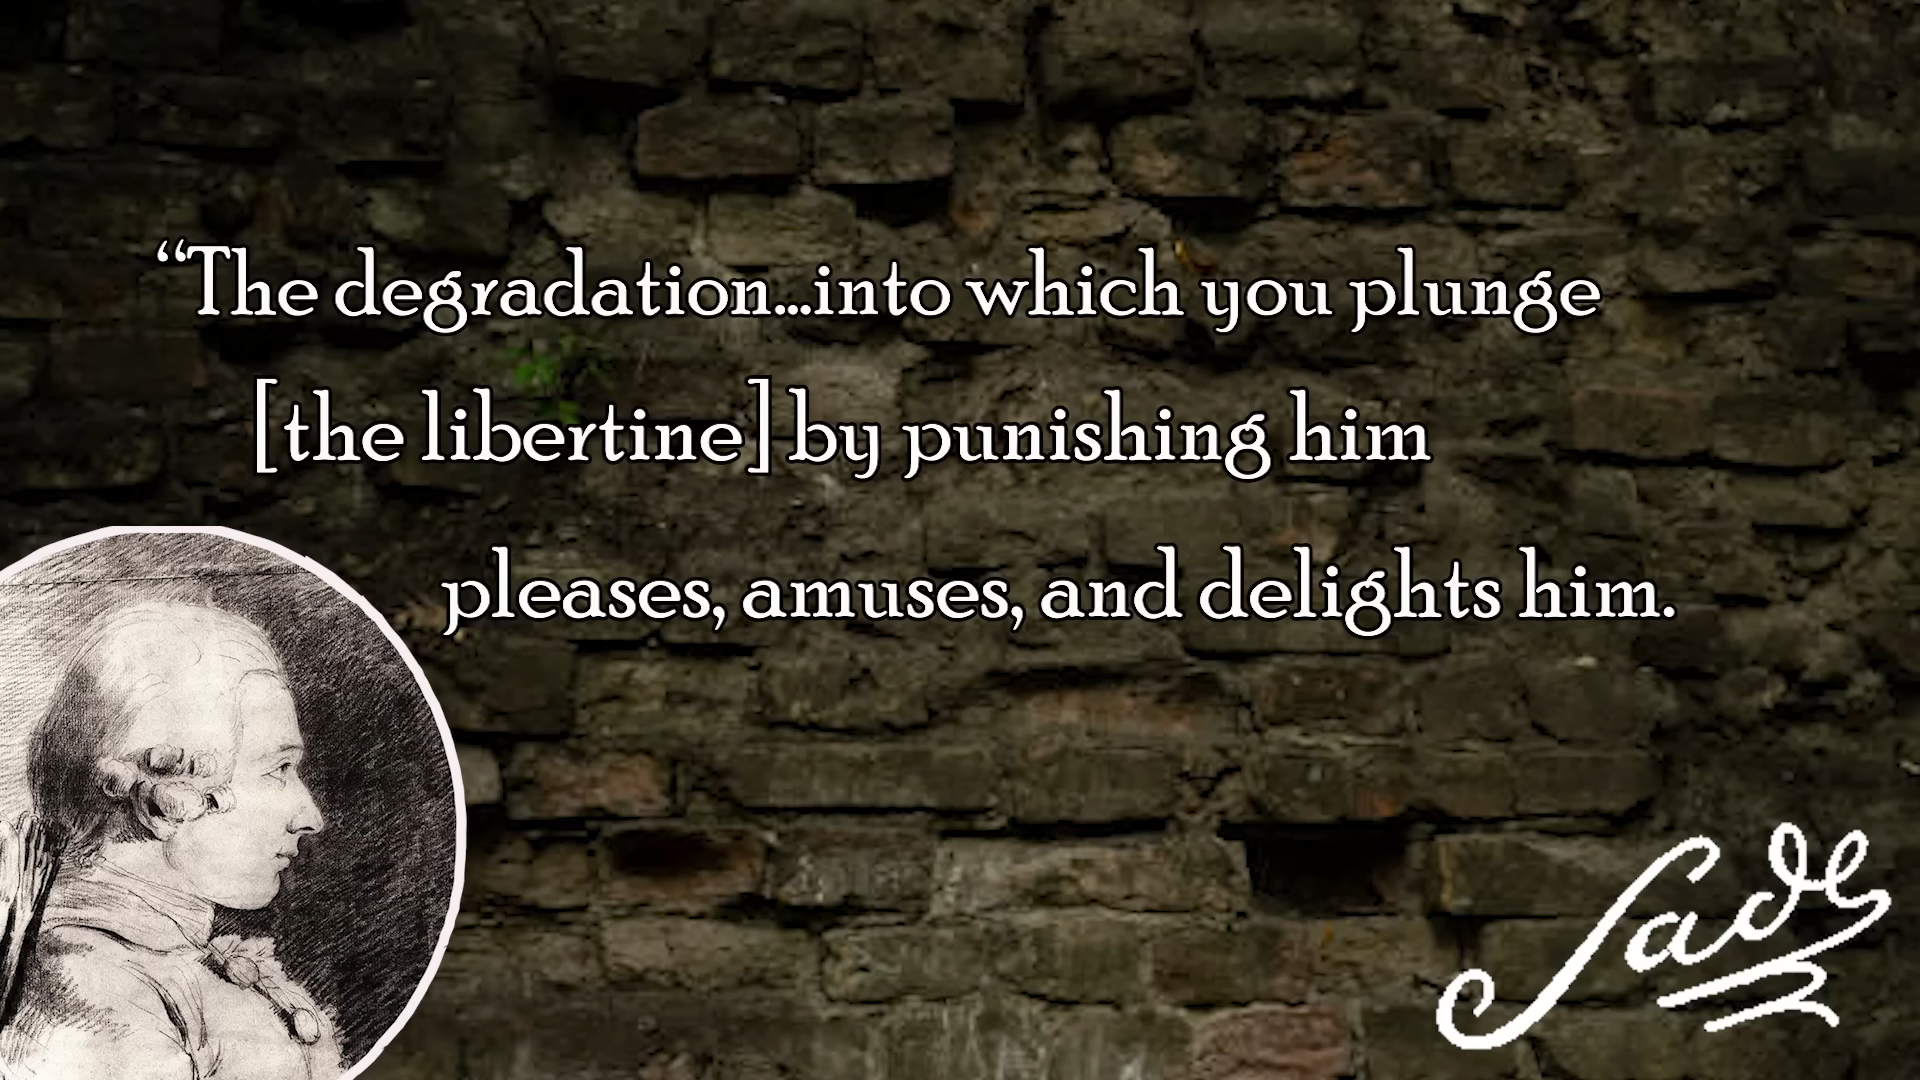 “The degradation...into which you plunge
[the libertine] by punishing him
pleases, amuses, and delights him.
Sade